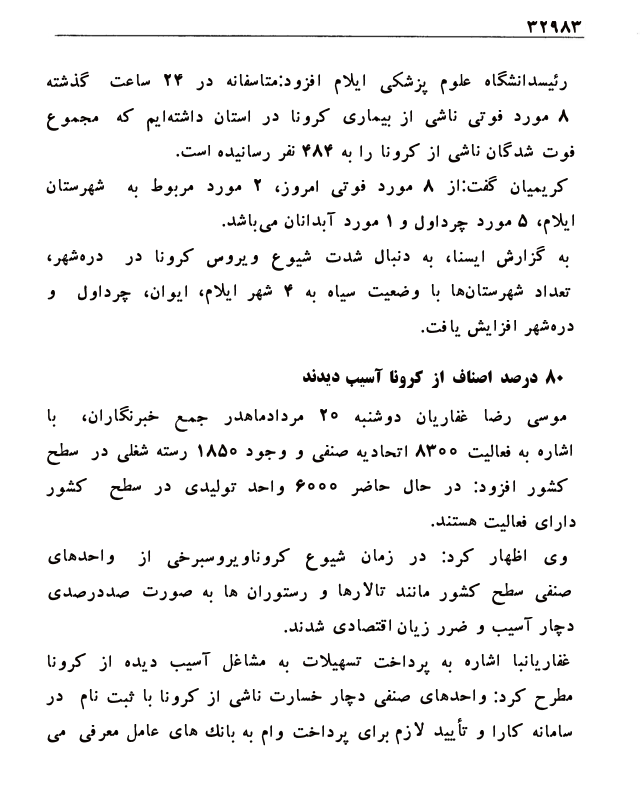 ۳۲۹۸۳
رئیسدانشگاه علوم پزشکی ایلام افزود:متاسفانه در ۲۴ ساعت گذشته
۸ مورد فوتی ناشی از بیماری کرونا در استان داشته‌ایم که مجموع
فوت شدگان ناشی از کرونا را به ۴۸۴ نفر رسانیده است.
کریمیان گفت:از ۸ مورد فوتی امروز، ۲ مورد مربوط به شهرستان
ایلام، ۵ مورد چرداول و ۱ مورد آبدانان می‌باشد.
به گزارش ایسنا، به دنبال شدت شیوع ویروس کرونا در دره‌شهر،
تعداد شهرستان‌ها با وضعیت سیاه به ۴ شهر ایلام، ایوان، چرداول و
دره‌شهر افزایش یافت.
۸۰ درصد اصناف از کرونا آسیب دیدند
موسی رضا غفاریان دوشنبه ۲۰ مردادماهدر جمع خبرنگاران، با
اشاره به فعالیت ۸۳۰۰ اتحادیه صنفی و وجود ۱۸۵۰ رسته شغلی در سطح
کشور افزود: در حال حاضر ۶۰۰۰ واحد تولیدی در سطح کشور
دارای فعالیت هستند.
وی اظهار کرد: در زمان شیوع کروناویروسبرخی از واحدهای
صنفی سطح کشور مانند تالارها و رستوران ها به صورت صددرصدی
دچار آسیب و ضرر زیان اقتصادی شدند.
غفاریانبا اشاره به پرداخت تسهیلات به مشاغل آسیب دیده از کرونا
مطرح کرد: واحدهای صنفی دچار خسارت ناشی از کرونا با ثبت نام در
سامانه کارا و تأیید لازم برای پرداخت وام به بانك های عامل معرفی می